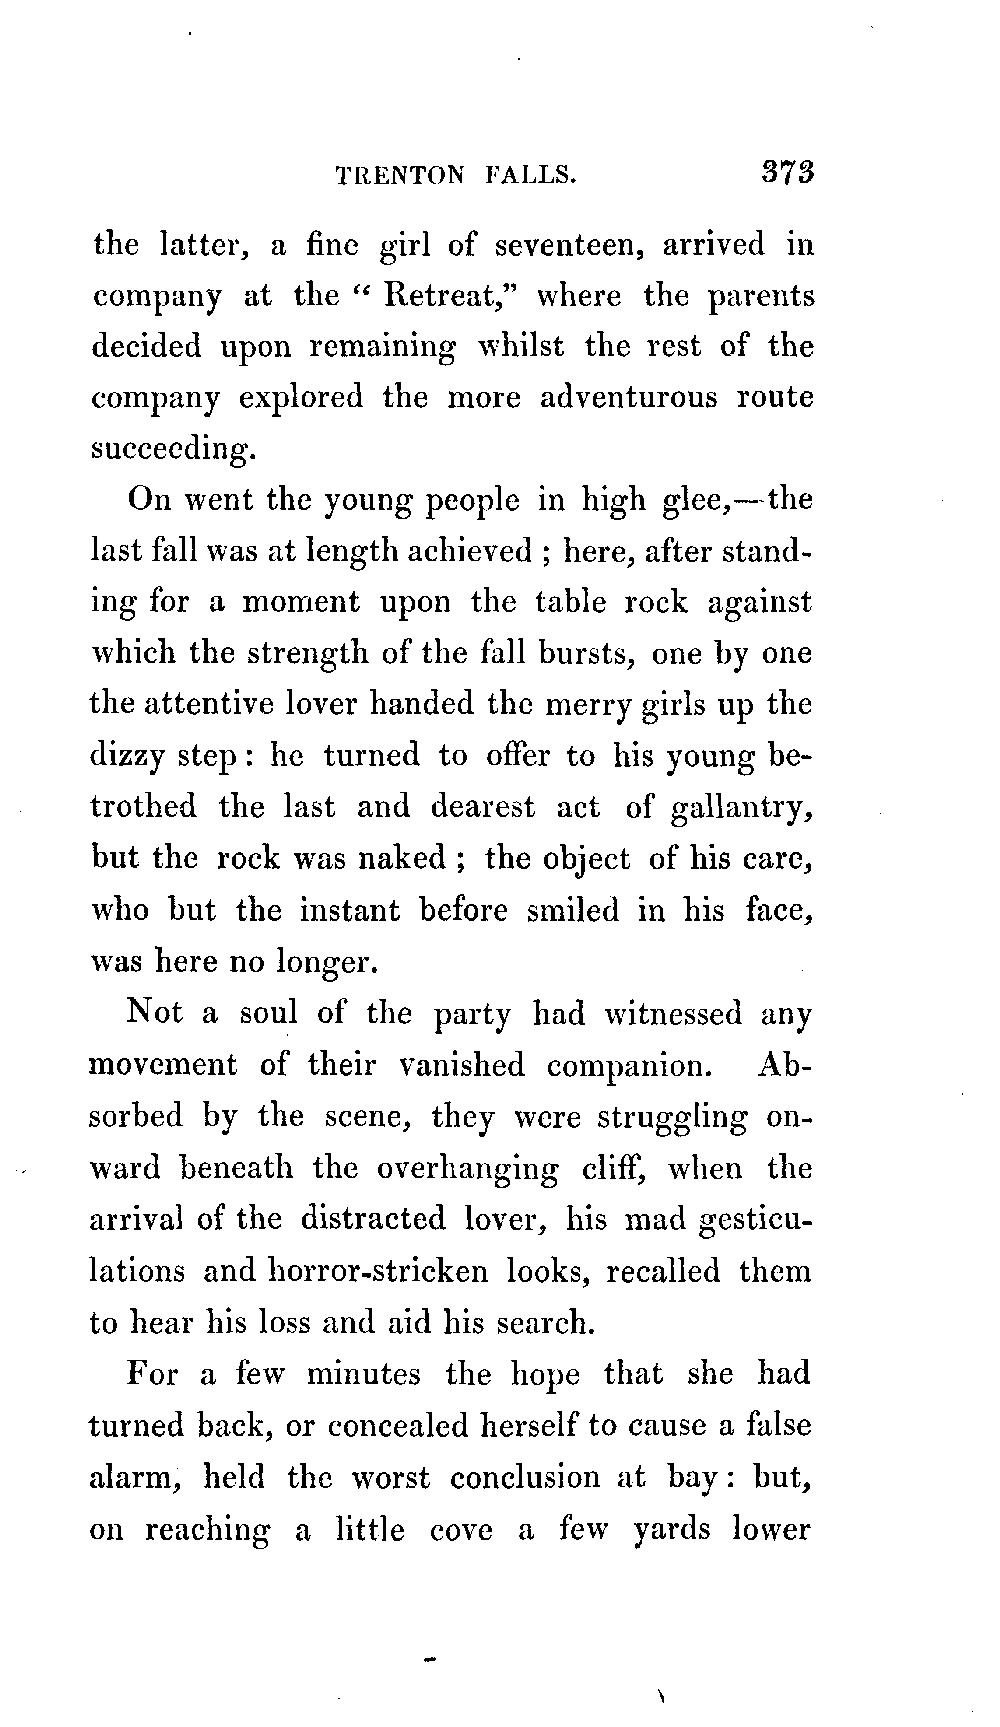 TRENTON FALLS. 373
the latter, a fine girl of seventeen, arrived in
company at the “ Retreat,” where the parents
decided upon remaining whilst the rest of the
company explored the more adventurous route
succeeding.
On went the young people in high glee,—the
last fall was at length achieved ; here, after stand-
ing for a moment upon the table rock against
which the strength of the fall bursts, one by one
the attentive lover handed the merry girls up the
dizzy step : he turned to offer to his young be-
trothed the last and dearest act of gallantry,
but the rock was naked ; the object of his care,
who but the instant before smiled in his face,
was here no longer.
Not a soul of the party had witnessed any
movement of their vanished companion. Ab-
sorbed by the scene, they were struggling on-
ward beneath the overhanging cliff, when the
arrival of the distracted lover, his mad gesticu-
lations and horror-stricken looks, recalled them
to hear his loss and aid his search.
For a few minutes the hope that she had
turned back, or concealed herself to cause a false
alarm, held the worst conclusion at bay : but,
on reaching a little cove a few yards lower